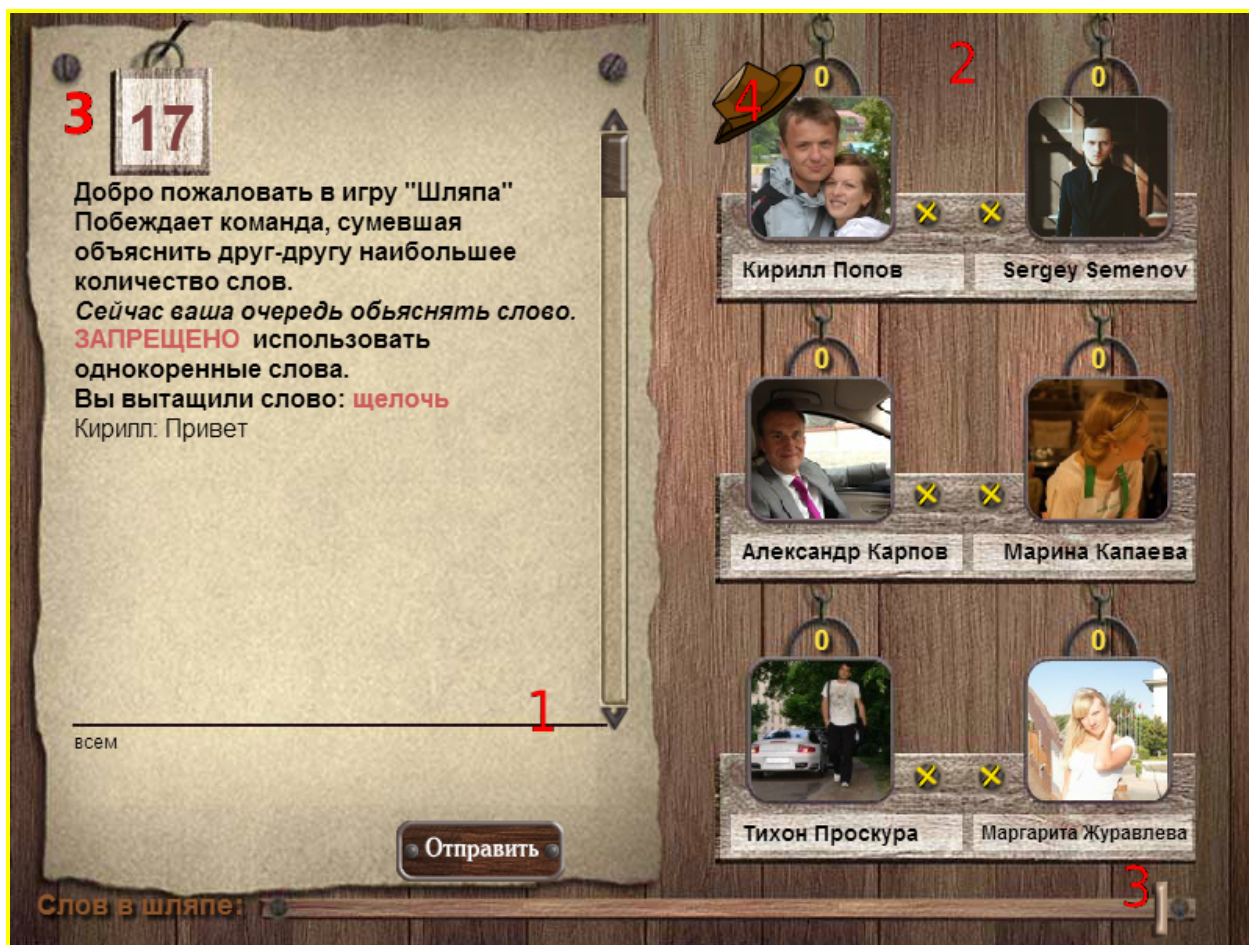 3
17
Добро пожаловать в игру "Шляпа"
Побеждает команда, сумевшая
объяснить друг-другу наибольшее
количество слов.
Сейчас ваша очередь обьяснять слово.
ЗАПРЕЩЕНО использовать
однокоренные слова.
Вы вытащили слово: щелочь
Кирилл: Привет
1
всем
Отправить
Слов в шляпе:
2
4
0 0
Кирилл Попов Sergey Semenov
0 0
Александр Карпов Марина Капаева
0 0
Тихон Проскура Маргарита Журавлева
3